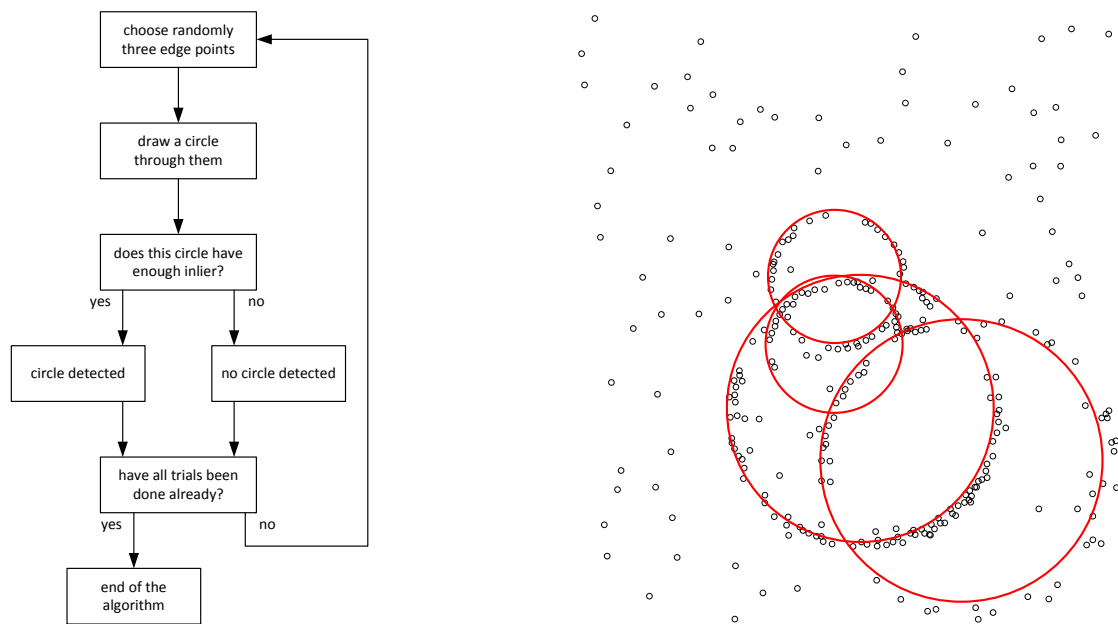 choose randomly
three edge points
draw a circle
through them
does this circle have
enough inlier?
yes
no
circle detected
no circle detected
have all trials been
done already?
yes
no
end of the
algorithm